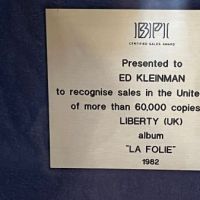 BPI
CERTIFIED SALES AWARD
Presented to
ED KLEINMAN
to recognise sales in the United
of more than 60,000 copies
LIBERTY (UK)
album
"LA FOLIE"
1982